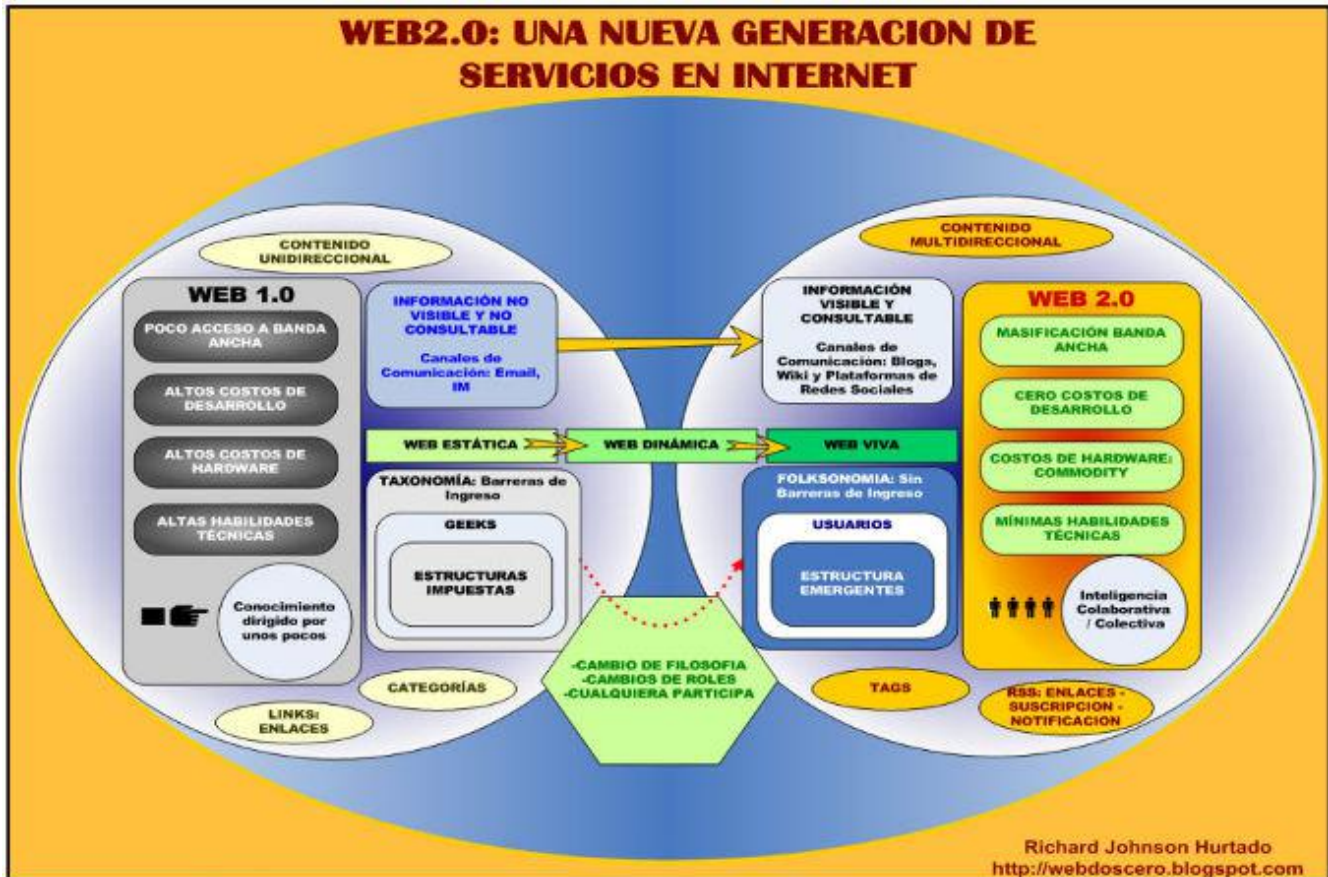 WEB2.0: UNA NUEVA GENERACION DE
SERVICIOS EN INTERNET
CONTENIDO
UNIDIRECCIONAL
WEB 1.0
POCO ACCESO A BANDA
ANCHA
ALTOS COSTOS DE
DESARROLLO
ALTOS COSTOS DE
HARDWARE
ALTAS HABILIDADES
TÉCNICAS
Conocimiento
dirigido por
unos pocos
INFORMACIÓN NO
VISIBLE Y NO
CONSULTABLE
Canales de
Comunicación: Email,
IM
WEB ESTÁTICA
WEB DINÁMICA
WEB VIVA
TAXONOMÍA: Barreras de
Ingreso
GEEKS
ESTRUCTURAS
IMPUESTAS
CATEGORÍAS
LINKS:
ENLACES
-CAMBIO DE FILOSOFIA
-CAMBIOS DE ROLES
-CUALQUIERA PARTICIPA
CONTENIDO
MULTIDIRECCIONAL
INFORMACIÓN
VISIBLE Y
CONSULTABLE
Canales de
Comunicación: Blogs,
Wiki y Plataformas de
Redes Sociales
FOLKSONOMIA: Sin
Barreras de Ingreso
USUARIOS
ESTRUCTURA
EMERGENTES
WEB 2.0
MASIFICACIÓN BANDA
ANCHA
CERO COSTOS DE
DESARROLLO
COSTOS DE HARDWARE:
COMMODITY
MÍNIMAS HABILIDADES
TÉCNICAS
Inteligencia
Colaborativa
/ Colectiva
TAGS
RSS: ENLACES -
SUSCRIPCION -
NOTIFICACION
Richard Johnson Hurtado
http://webdoscero.blogspot.com